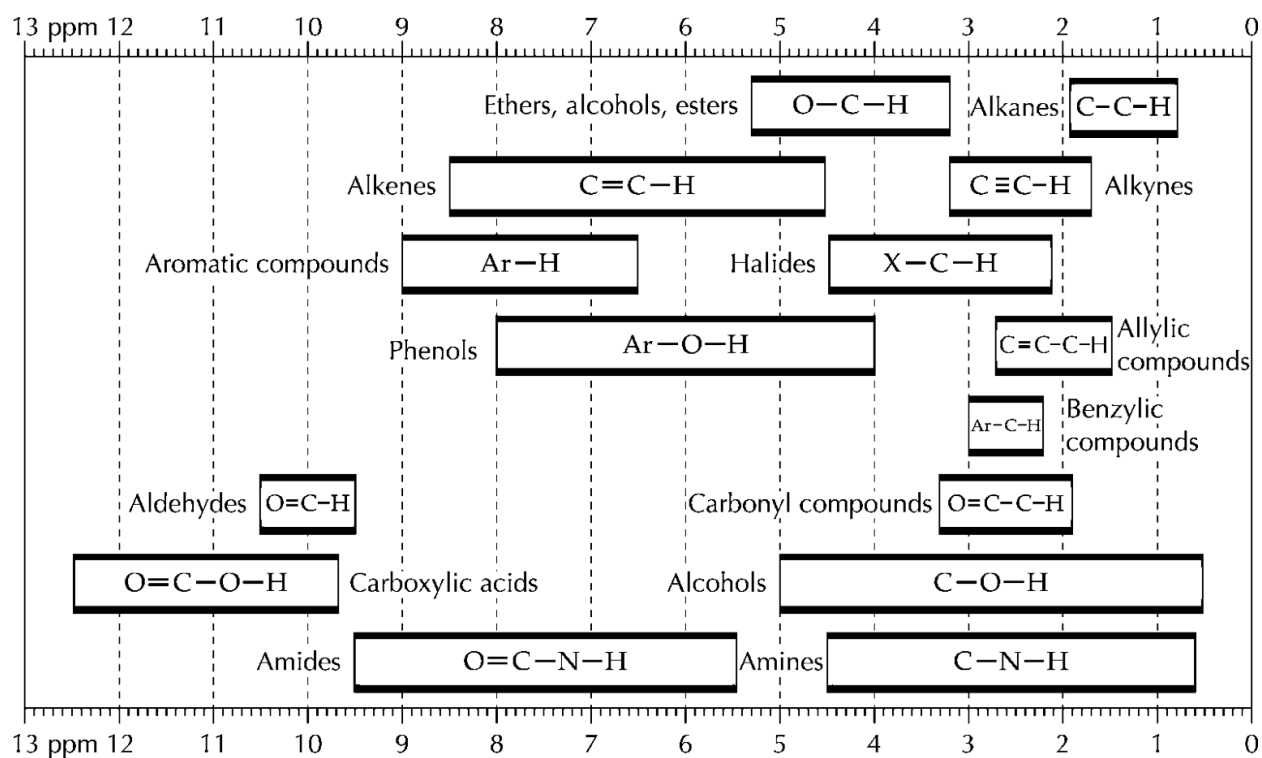 13 ppm 12 11 10 9 8 7 6 5 4 3 2 1 0
Ethers, alcohols, esters O−C−H Alkanes C−C−H
Alkenes C=C−H C≡C−H Alkynes
Aromatic compounds Ar−H Halides X−C−H
Phenols Ar−O−H C=C−C−H Allylic
compounds
Ar−C−H Benzylic
compounds
Aldehydes O=C−H Carbonyl compounds O=C−C−H
O=C−O−H Carboxylic acids Alcohols C−O−H
Amides O=C−N−H Amines C−N−H
13 ppm 12 11 10 9 8 7 6 5 4 3 2 1 0